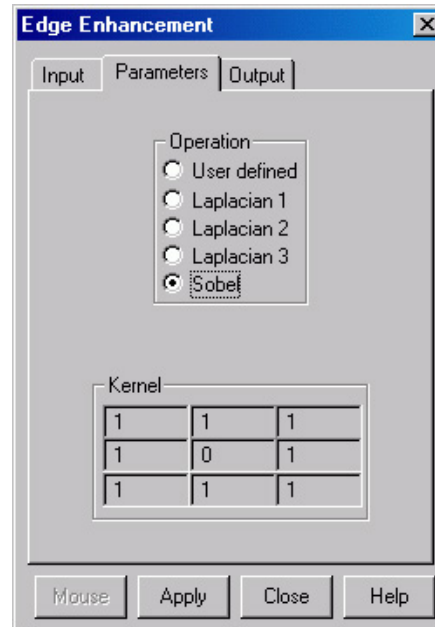 Edge Enhancement
Input Parameters Output
Operation
User defined
Laplacian 1
Laplacian 2
Laplacian 3
Sobel
Kernel
1 1 1
1 0 1
1 1 1
Mouse Apply Close Help